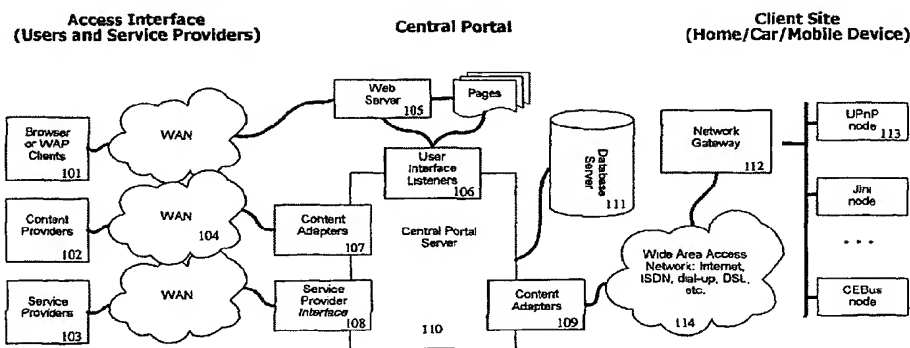 Access Interface
(Users and Service Providers)
Central Portal
Client Site
(Home/Car/Mobile Device)
Browser
or WAP
Clients
101
WAN
Web
Server
105
Pages
User
Interface
Listeners
106
Database
Server
111
Network
Gateway
112
UPnP
node
113
Content
Providers
102
WAN
104
Content
Adapters
107
Central Portal
Server
Jini
node
. . .
Service
Providers
103
WAN
Service
Provider
Interface
108
110
Content
Adapters
109
Wide Area Access
Network: Internet,
ISDN, dial-up, DSL,
etc.
114
CEBus
node